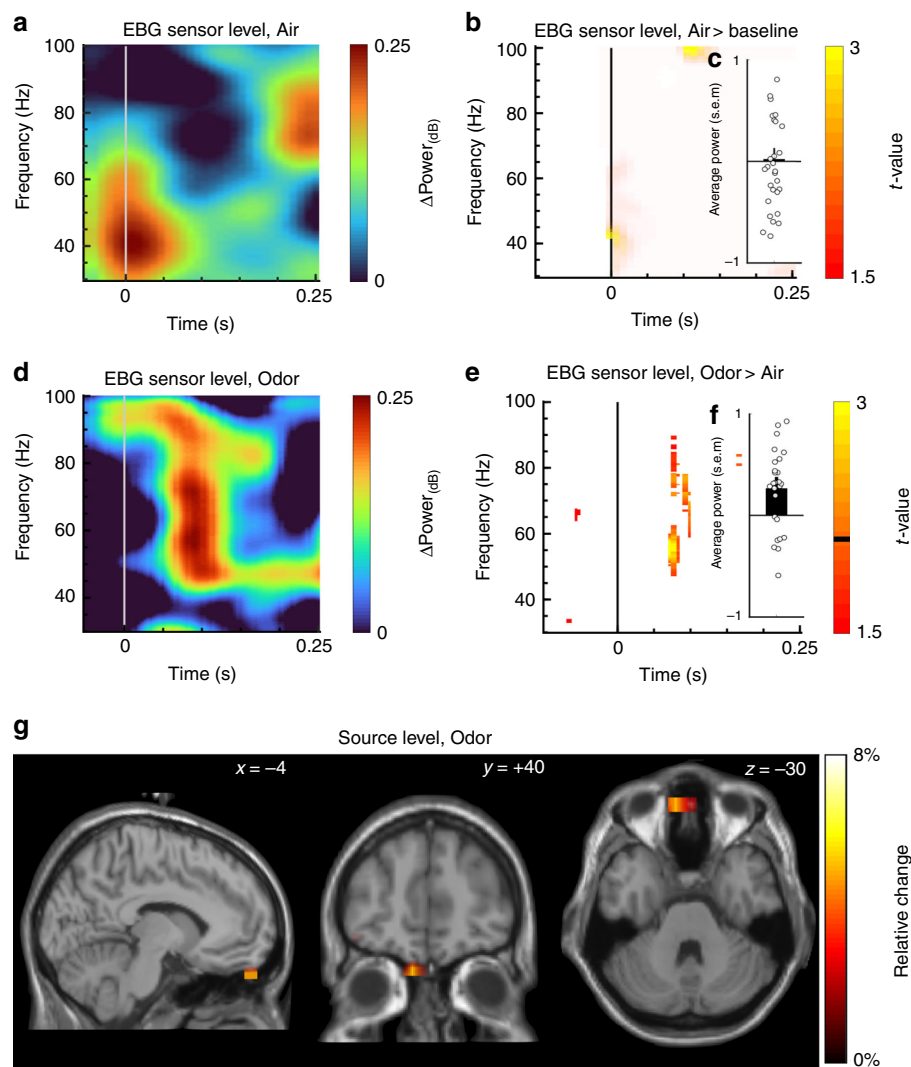 a
EBG sensor level, Air
100
80
60
40
Frequency (Hz)
0
0.25
Time (s)
0.25
0
ΔPower(dB)
b
EBG sensor level, Air > baseline
100
80
60
40
Frequency (Hz)
0
0.25
Time (s)
c
1
−1
Average power (s.e.m)
3
1.5
t-value
d
EBG sensor level, Odor
100
80
60
40
Frequency (Hz)
0
0.25
Time (s)
0.25
0
ΔPower(dB)
e
EBG sensor level, Odor > Air
100
80
60
40
Frequency (Hz)
0
0.25
Time (s)
f
1
−1
Average power (s.e.m)
3
1.5
t-value
g
Source level, Odor
x = −4
y = +40
z = −30
8%
0%
Relative change